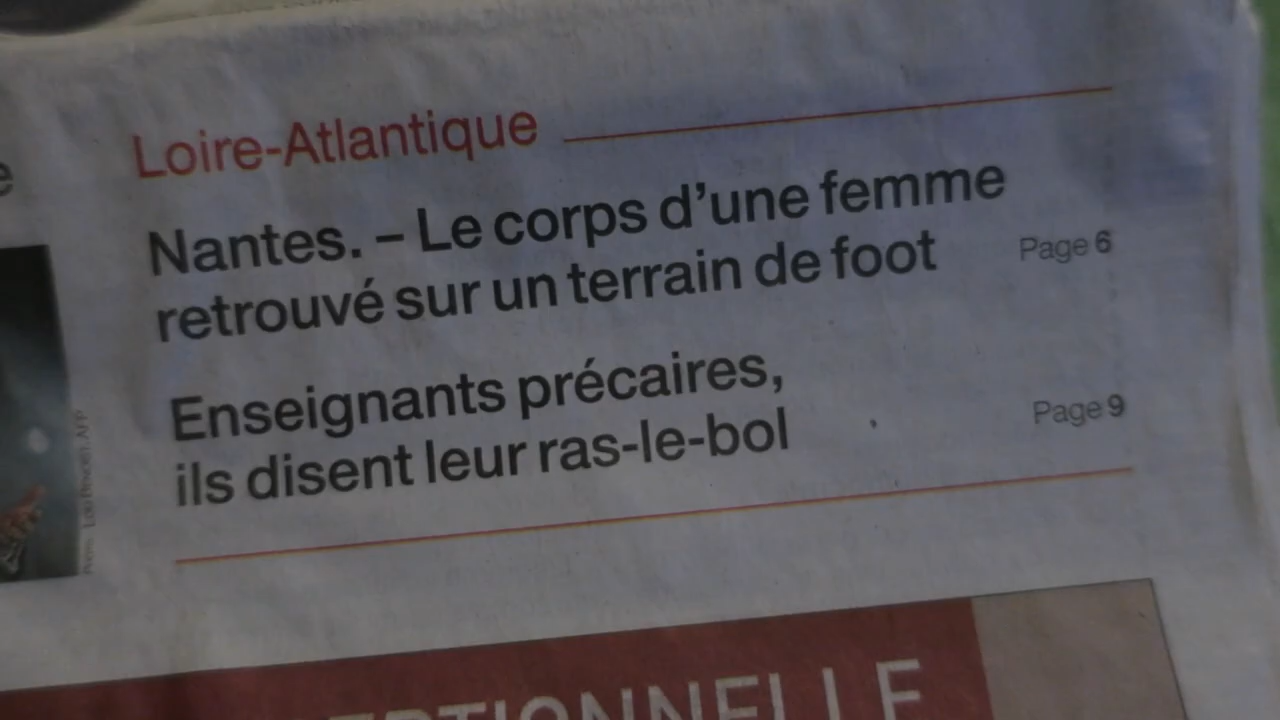 Loire-Atlantique
Nantes. – Le corps d'une femme
retrouvé sur un terrain de foot
Page 6
Enseignants précaires,
ils disent leur ras-le-bol
Page 9